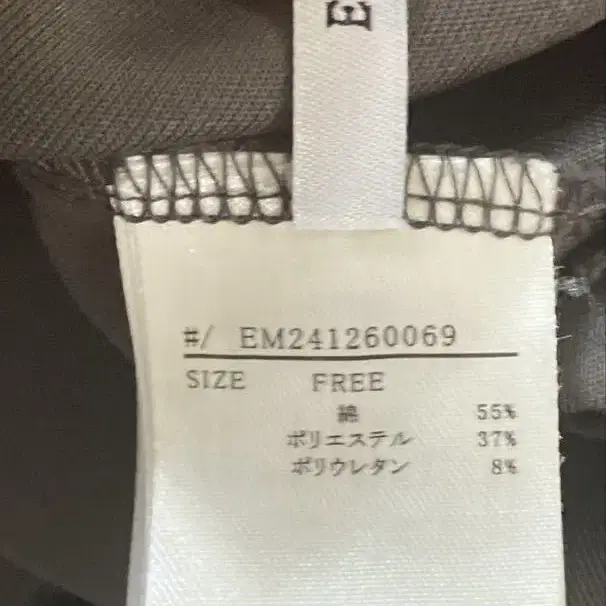 E
#/ EM241260069
SIZE FREE
綿 55%
ポリエステル 37%
ポリウレタン 8%